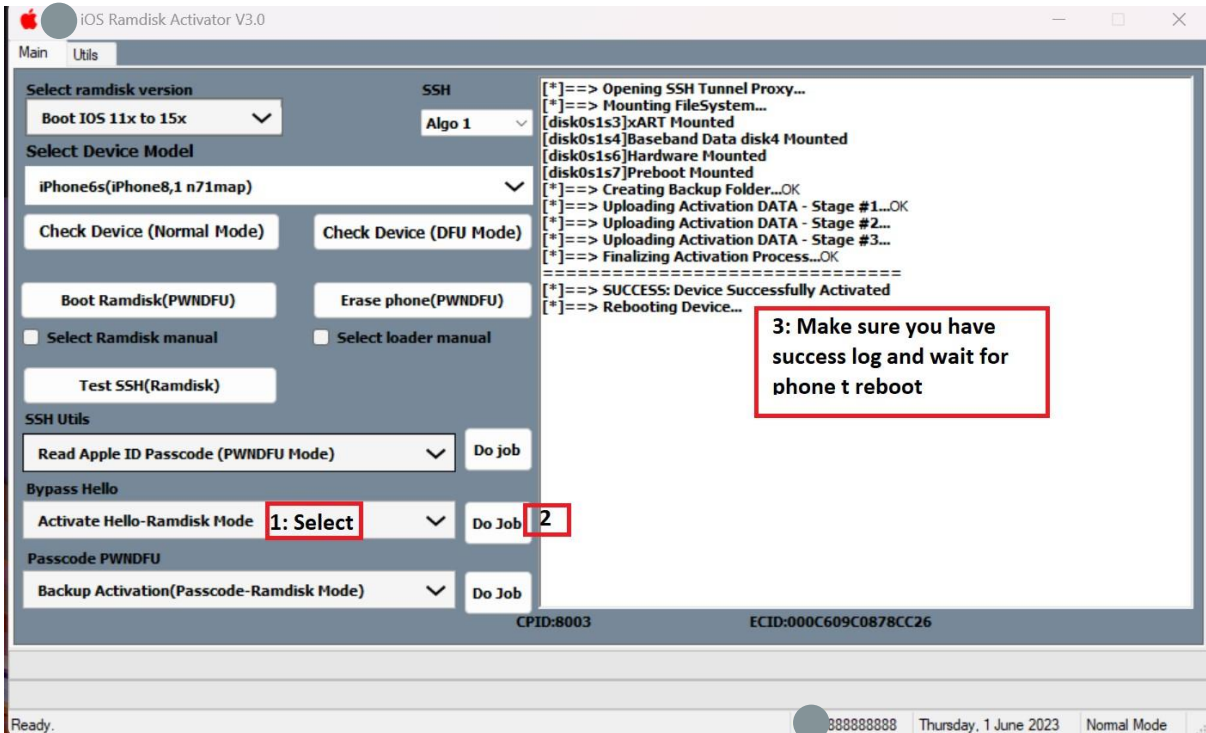 iOS Ramdisk Activator V3.0
Main Utils
Select ramdisk version SSH
Boot IOS 11x to 15x Algo 1
Select Device Model
iPhone6s(iPhone8,1 n71map)
Check Device (Normal Mode) Check Device (DFU Mode)
Boot Ramdisk(PWNDFU) Erase phone(PWNDFU)
Select Ramdisk manual Select loader manual
Test SSH(Ramdisk)
SSH Utils
Read Apple ID Passcode (PWNDFU Mode) Do job
Bypass Hello
Activate Hello-Ramdisk Mode 1: Select Do Job 2
Passcode PWNDFU
Backup Activation(Passcode-Ramdisk Mode) Do Job
[*]==> Opening SSH Tunnel Proxy...
[*]==> Mounting FileSystem...
[disk0s1s3]xART Mounted
[disk0s1s4]Baseband Data disk4 Mounted
[disk0s1s6]Hardware Mounted
[disk0s1s7]Preboot Mounted
[*]==> Creating Backup Folder...OK
[*]==> Uploading Activation DATA - Stage #1...OK
[*]==> Uploading Activation DATA - Stage #2...
[*]==> Uploading Activation DATA - Stage #3...
[*]==> Finalizing Activation Process...OK
===============================
[*]==> SUCCESS: Device Successfully Activated
[*]==> Rebooting Device...
3: Make sure you have
success log and wait for
phone t reboot
CPID:8003 ECID:000C609C0878CC26
Ready. 888888888 Thursday, 1 June 2023 Normal Mode